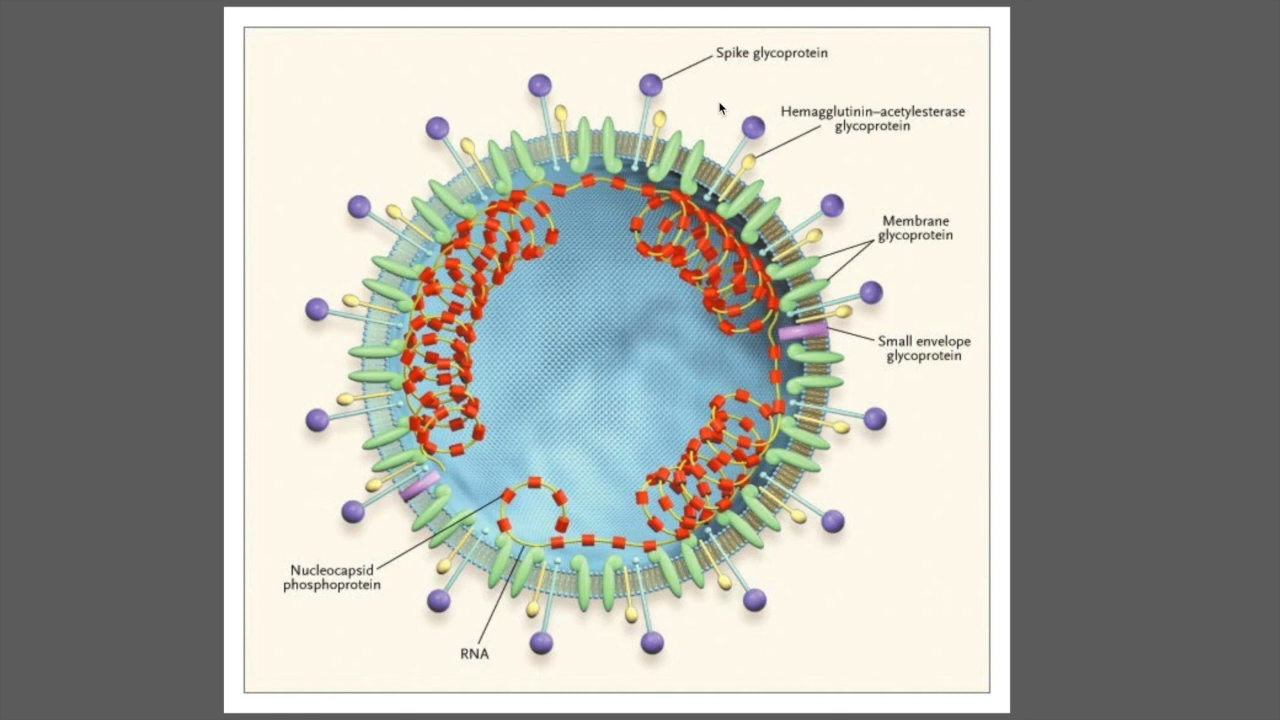 Spike glycoprotein
Hemagglutinin–acetylesterase
glycoprotein
Membrane
glycoprotein
Small envelope
glycoprotein
Nucleocapsid
phosphoprotein
RNA